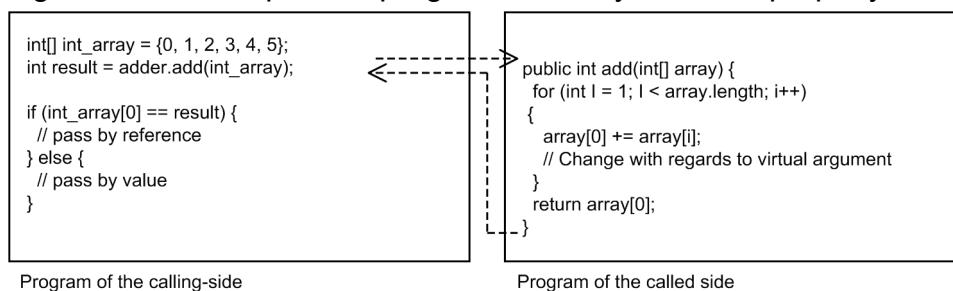 int[] int_array = {0, 1, 2, 3, 4, 5};
int result = adder.add(int_array);
if (int_array[0] == result) {
// pass by reference
} else {
// pass by value
}
public int add(int[] array) {
for (int I = 1; I < array.length; i++)
{
array[0] += array[i];
// Change with regards to virtual argument
}
return array[0];
}
Program of the calling-side
Program of the called side